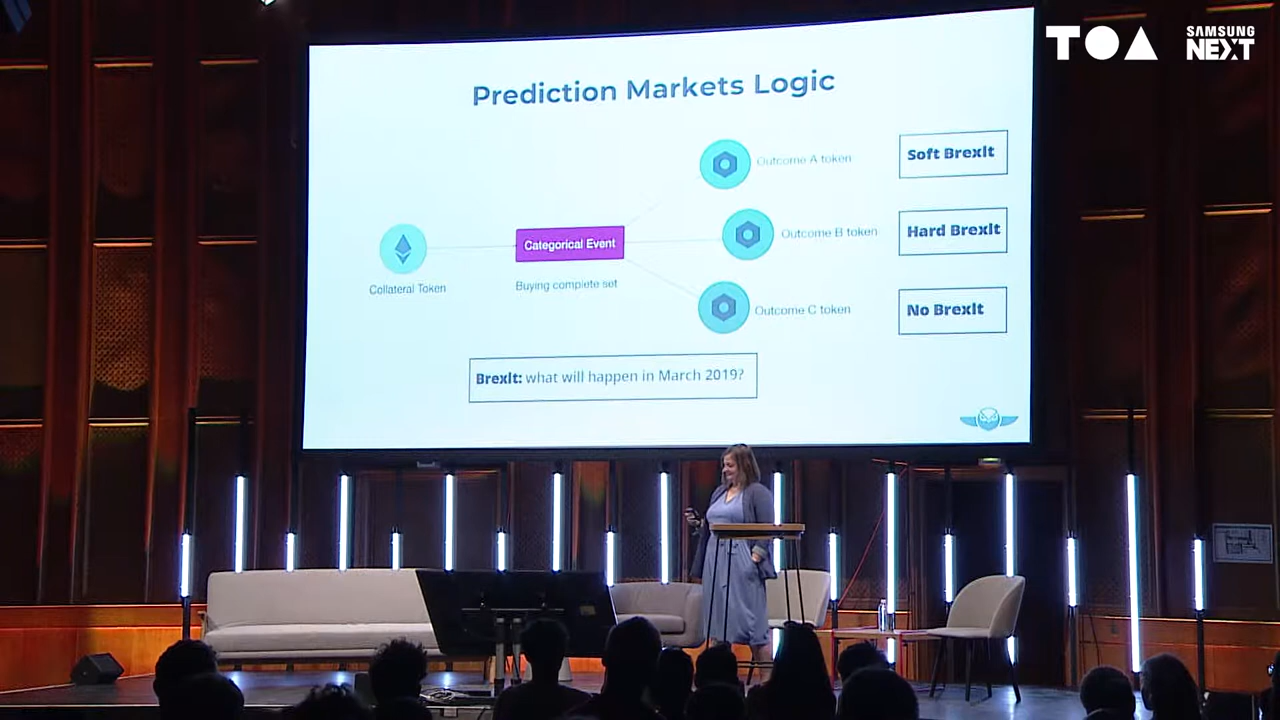 TOA
SAMSUNG
NEXT
Prediction Markets Logic
Outcome A token
Soft Brexit
Outcome B token
Hard Brexit
Categorical Event
Collateral Token
Buying complete set
Outcome C token
No Brexit
Brexit: what will happen in March 2019?